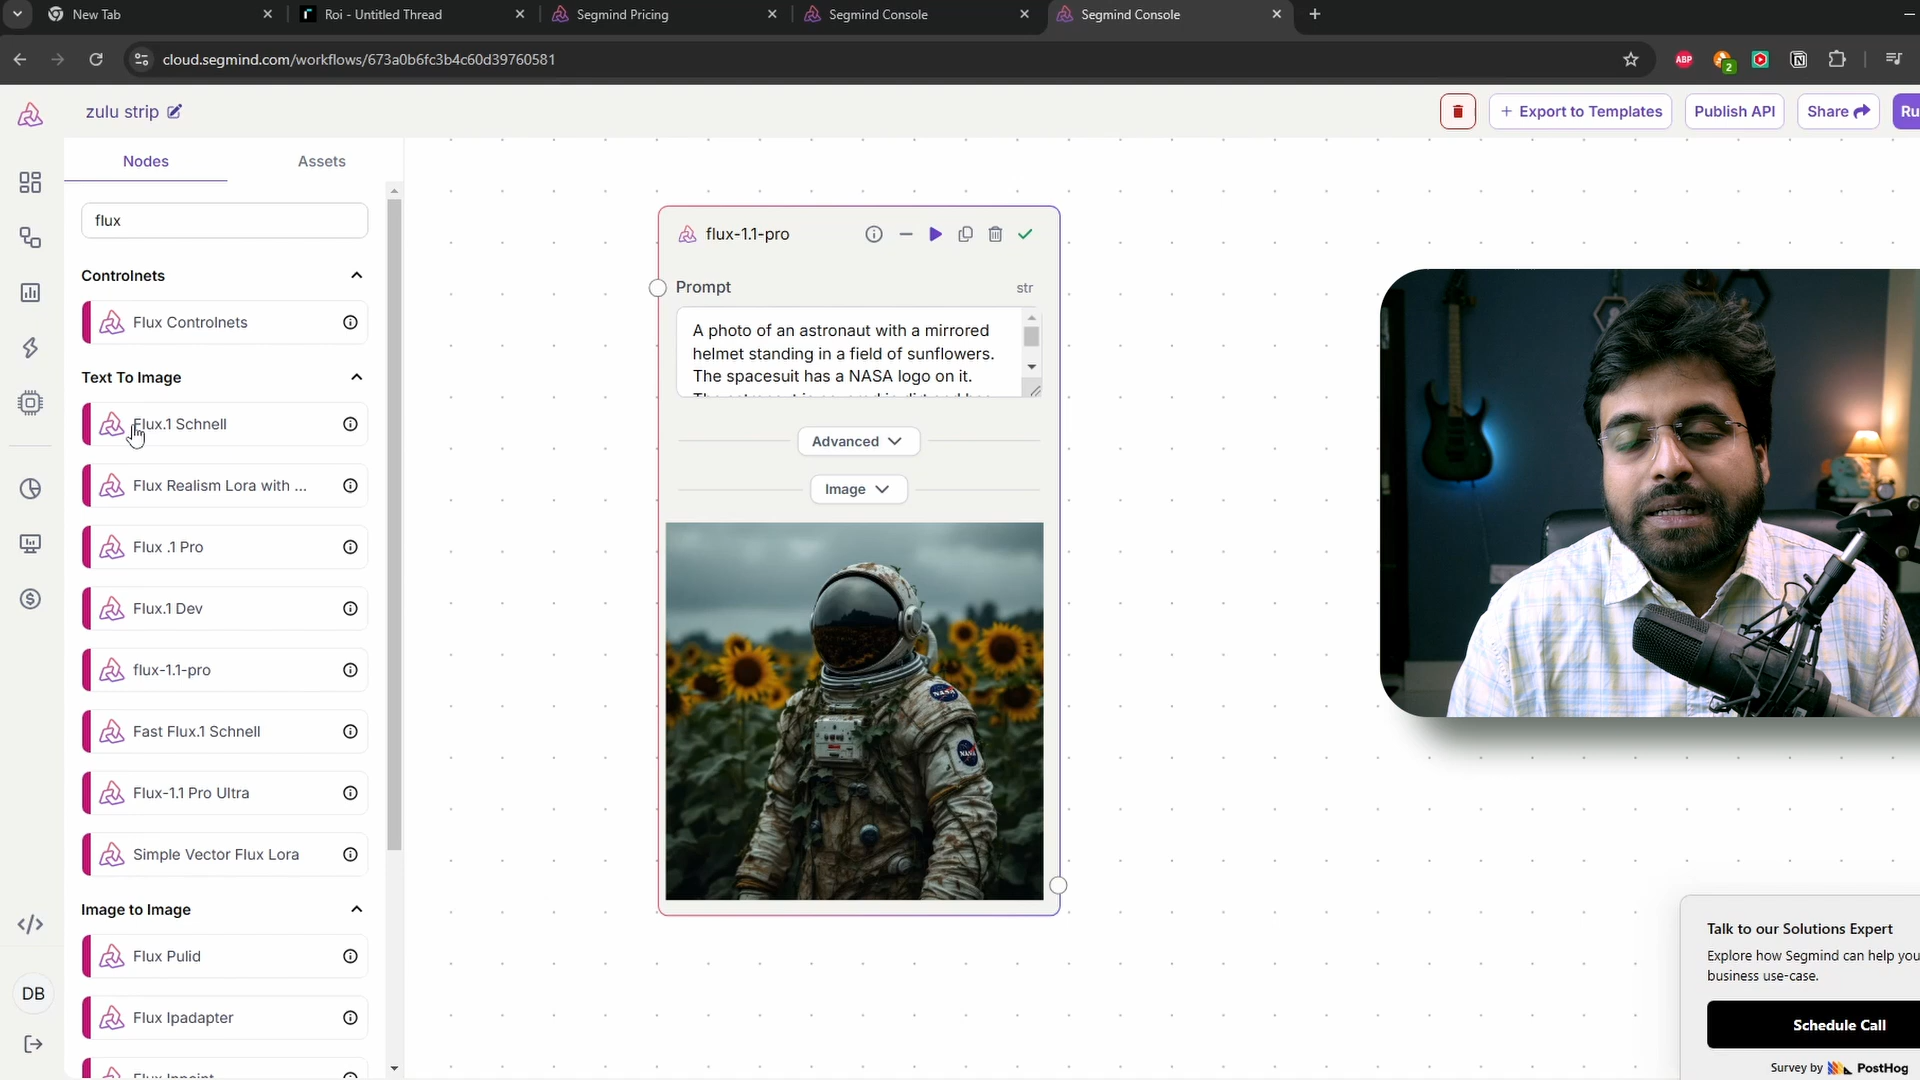 New Tab
Roi - Untitled Thread
Segmind Pricing
Segmind Console
Segmind Console
cloud.segmind.com/workflows/673a0b6fc3b4c60d39760581
ABP
2
zulu strip
+ Export to Templates
Publish API
Share
Ru
Nodes
Assets
flux
Controlnets
Flux Controlnets
Text To Image
Flux.1 Schnell
Flux Realism Lora with ...
Flux .1 Pro
Flux.1 Dev
flux-1.1-pro
Fast Flux.1 Schnell
Flux-1.1 Pro Ultra
Simple Vector Flux Lora
Image to Image
Flux Pulid
Flux Ipadapter
DB
flux-1.1-pro
Prompt
str
A photo of an astronaut with a mirrored
helmet standing in a field of sunflowers.
The spacesuit has a NASA logo on it.
Advanced
Image
NASA
NASA
Talk to our Solutions Expert
Explore how Segmind can help you
business use-case.
Schedule Call
Survey by PostHog